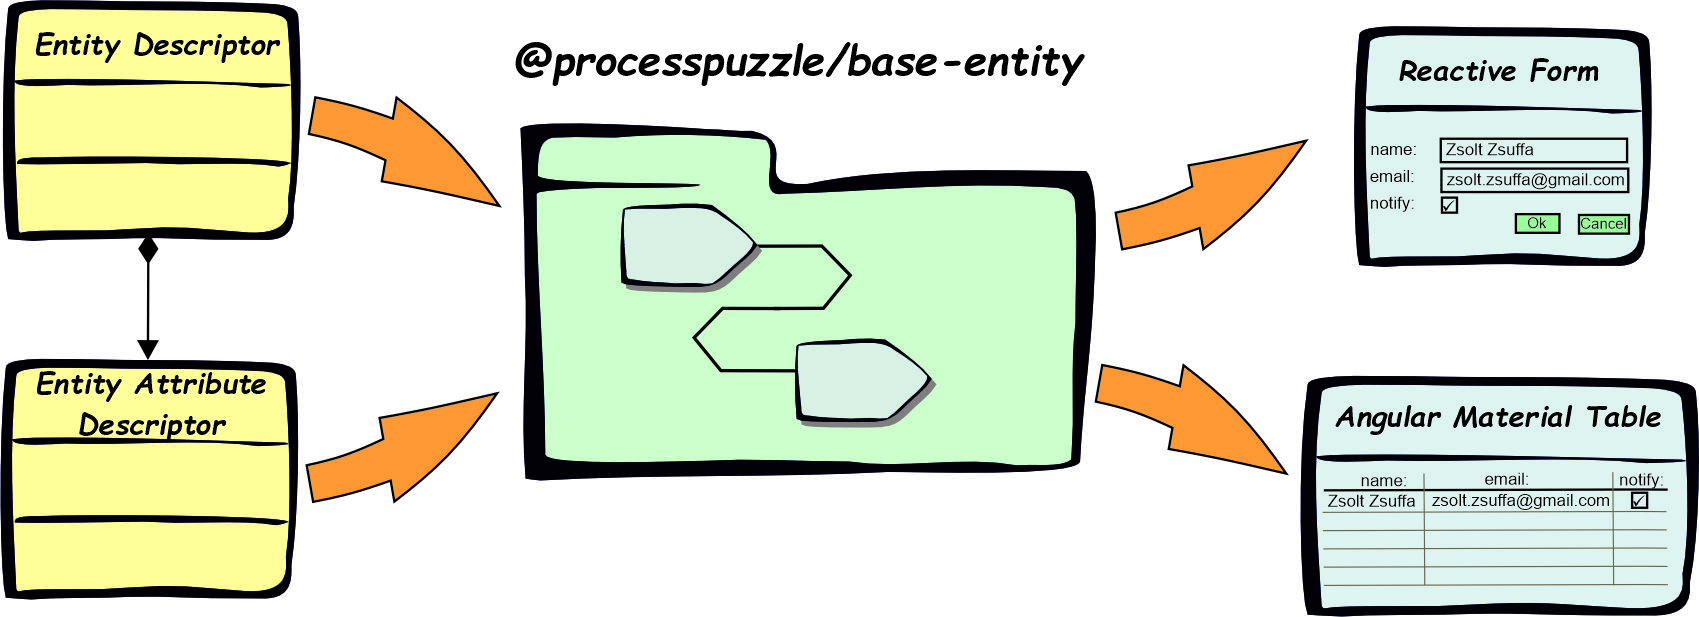 Entity Descriptor
Entity Attribute
Descriptor
@processpuzzle/base-entity
Reactive Form
name: Zsolt Zsuffa
email: zsolt.zsuffa@gmail.com
notify:
Ok Cancel
Angular Material Table
name: email: notify:
Zsolt Zsuffa zsolt.zsuffa@gmail.com